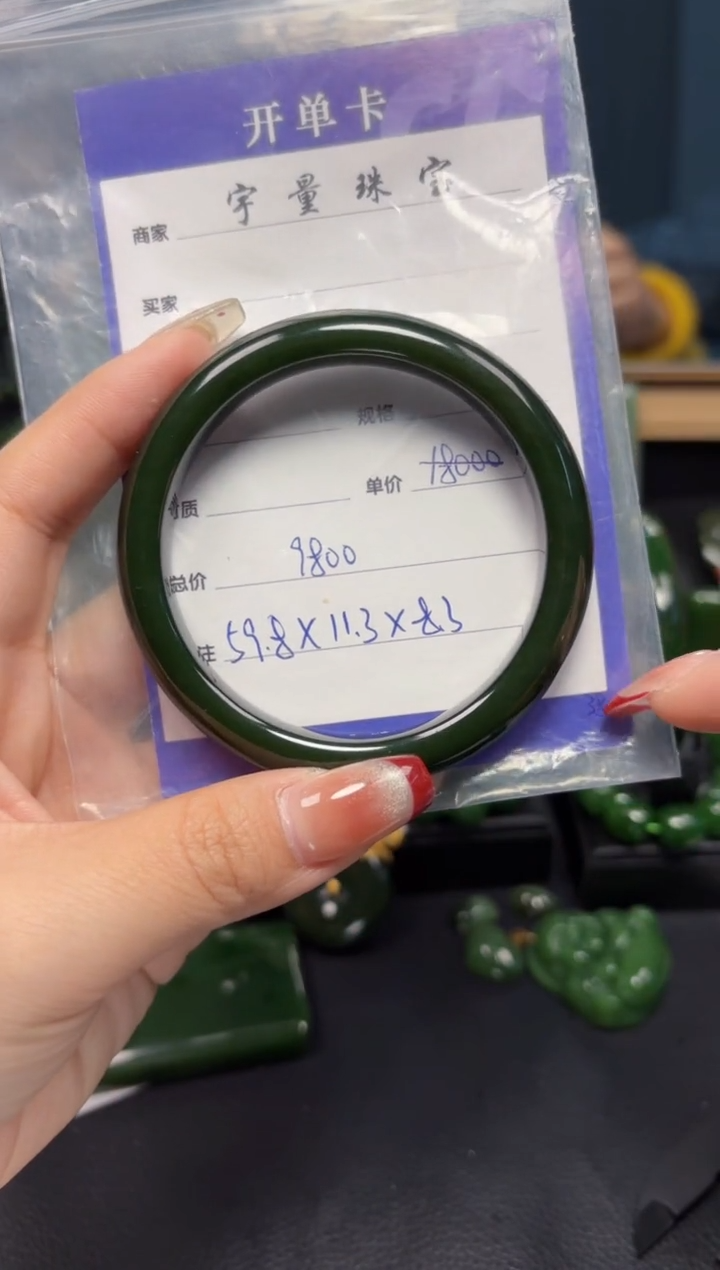 开单卡
商家 宇量珠宝
买家
规格
质 单价 18000
总价 9800
注 59.8X11.3X8.3